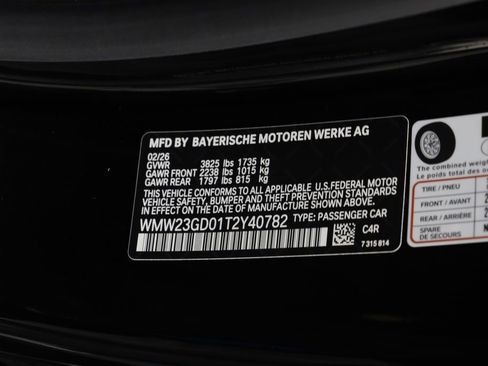 MFD BY BAYERISCHE MOTOREN WERKE AG
02/26
GVWR 3825 lbs 1735 kg
GAWR FRONT 2238 lbs 1015 kg
GAWR REAR 1797 lbs 815 kg
THIS VEHICLE CONFORMS TO ALL APPLICABLE U.S.FEDERAL MOTOR
VEHICLE SAFETY, BUMPER AND THEFT PREVENTION STANDARDS
IN EFFECT ON THE DATE OF MANUFACTURE SHOWN ABOVE.
WMW23GD01T2Y40782 TYPE: PASSENGER CAR
C4R
7 315 814
The combined weight
Le poids total des
TIRE / PNEU
FRONT / AVANT
REAR / ARRIÈRE
SPARE
DE SECOURS